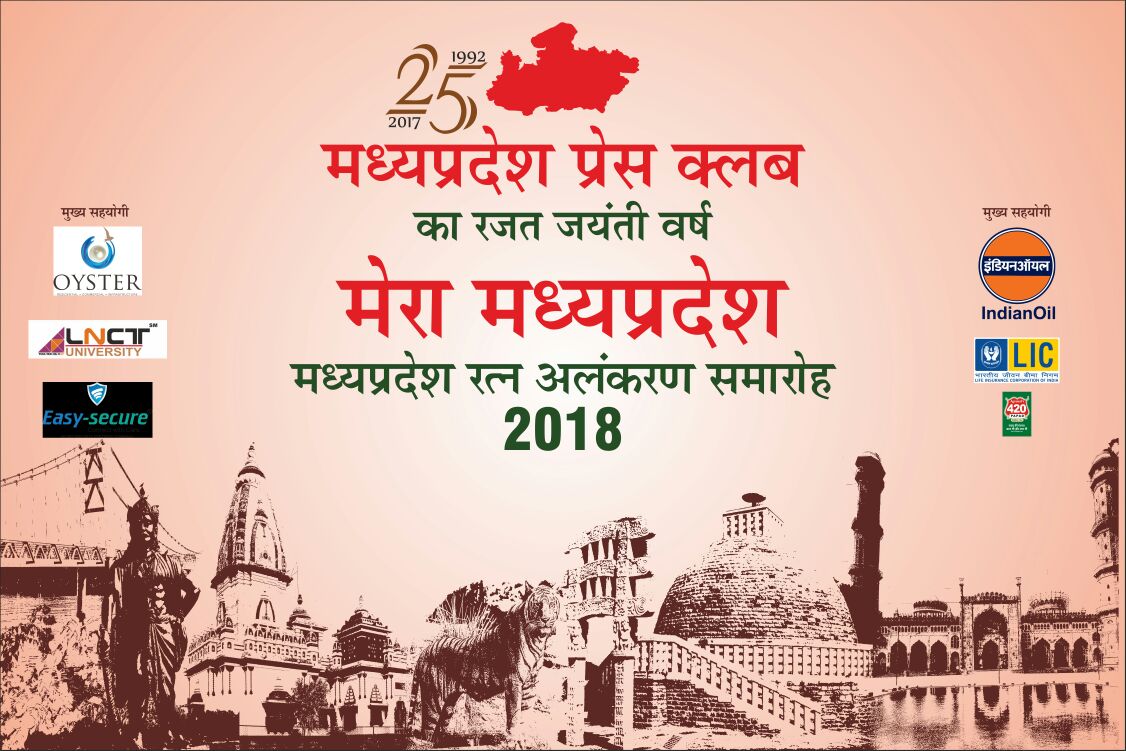 25
1992
2017
मध्यप्रदेश प्रेस क्लब
का रजत जयंती वर्ष
मेरा मध्यप्रदेश
मध्यप्रदेश रत्न अलंकरण समारोह
2018
मुख्य सहयोगी
OYSTER
LNCT SM
UNIVERSITY
Easy-secure
मुख्य सहयोगी
इंडियनऑयल
IndianOil
LIC
भारतीय जीवन बीमा निगम
LIFE INSURANCE CORPORATION OF INDIA
420
PAPAD